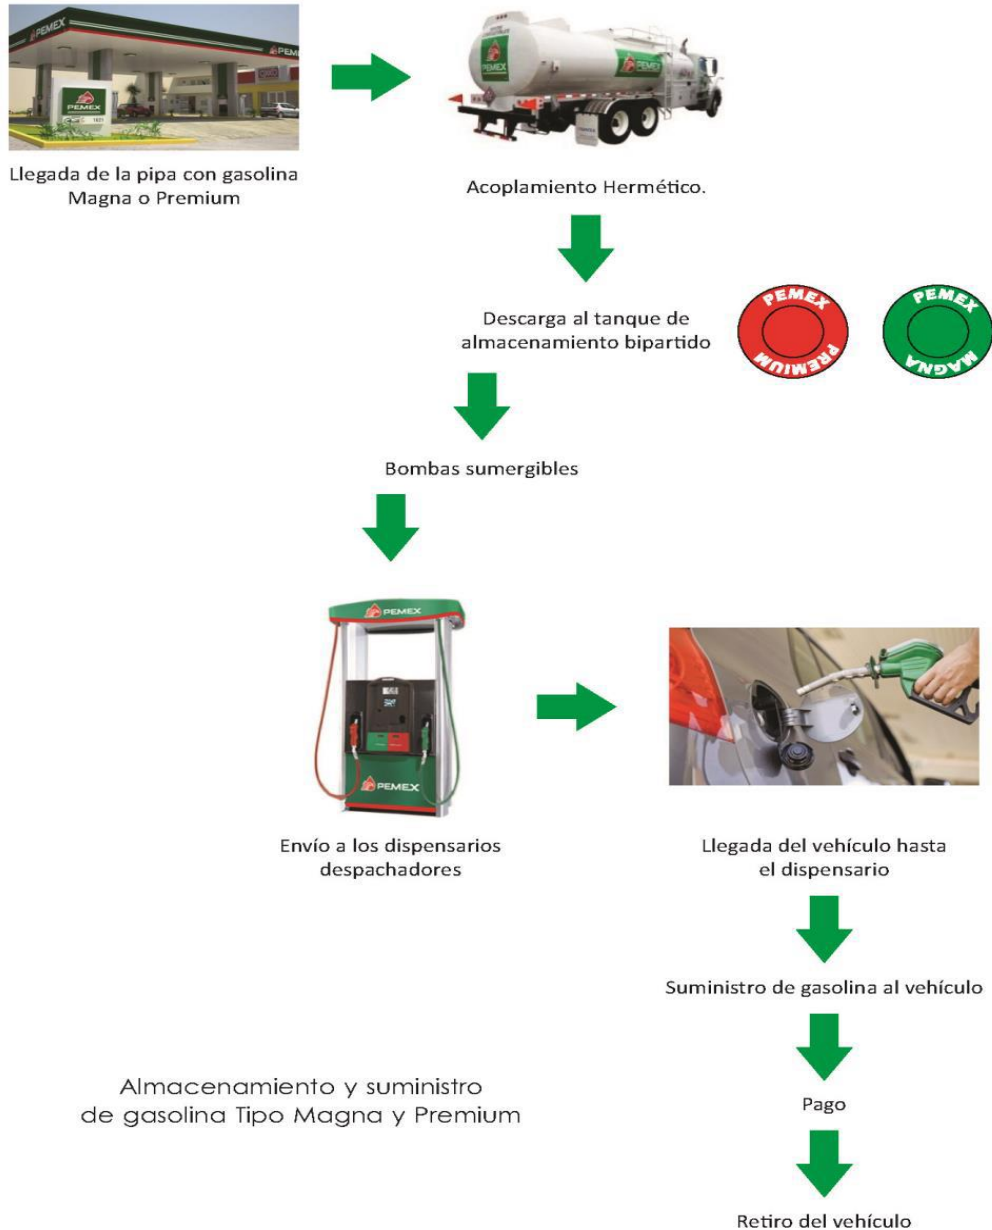 PEMEX
PEMEX
PEMEX
PEMEX
Llegada de la pipa con gasolina
Magna o Premium
Acoplamiento Hermético.
Descarga al tanque de
almacenamiento bipartido
PEMEX
PREMIUM
PEMEX
MAGNA
Bombas sumergibles
PEMEX
PEMEX
Envío a los dispensarios
despachadores
Llegada del vehículo hasta
el dispensario
Suministro de gasolina al vehículo
Pago
Retiro del vehículo
Almacenamiento y suministro
de gasolina Tipo Magna y Premium